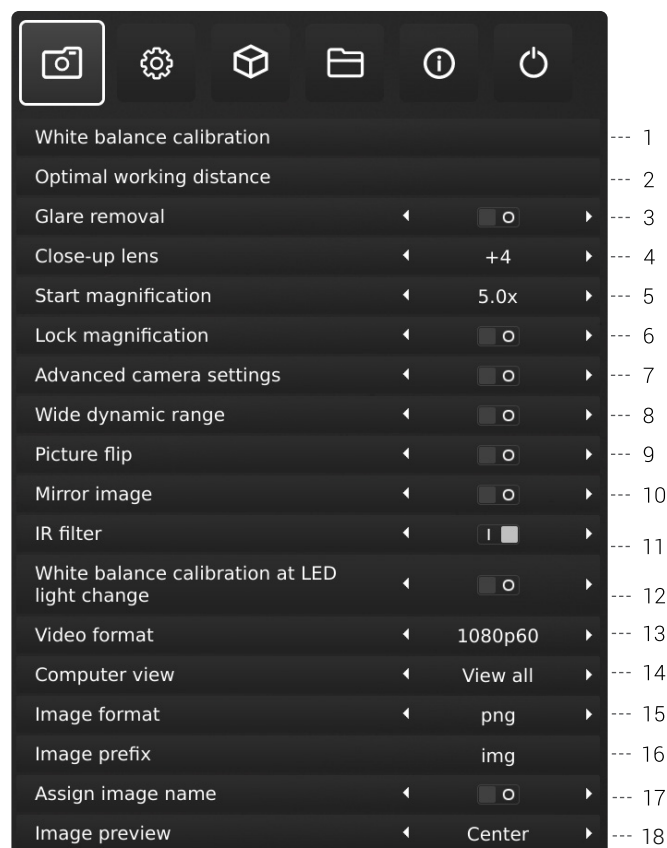 White balance calibration --- 1
Optimal working distance --- 2
Glare removal --- 3
Close-up lens +4 --- 4
Start magnification 5.0x --- 5
Lock magnification --- 6
Advanced camera settings --- 7
Wide dynamic range --- 8
Picture flip --- 9
Mirror image --- 10
IR filter --- 11
White balance calibration at LED
light change --- 12
Video format 1080p60 --- 13
Computer view View all --- 14
Image format png --- 15
Image prefix img --- 16
Assign image name --- 17
Image preview Center --- 18